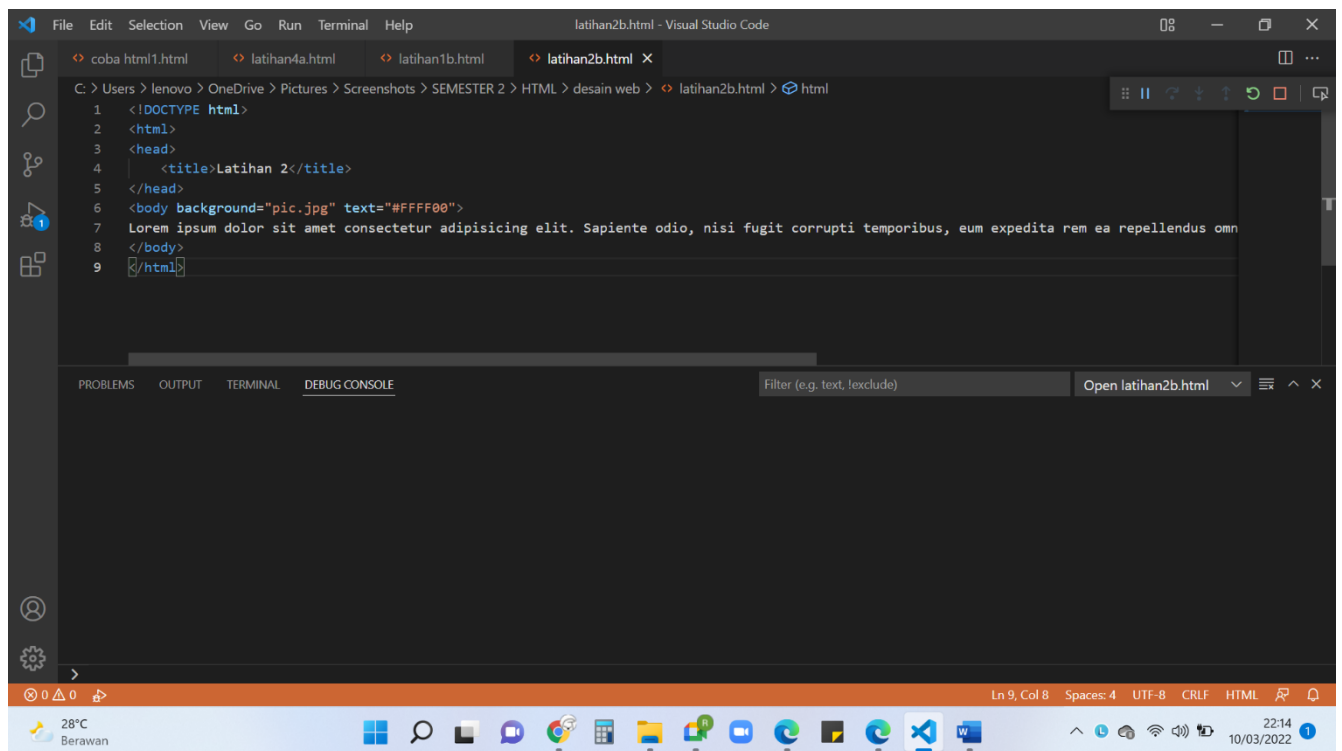 File Edit Selection View Go Run Terminal Help latihan2b.html - Visual Studio Code
coba html1.html latihan4a.html latihan1b.html latihan2b.html
C: > Users > lenovo > OneDrive > Pictures > Screenshots > SEMESTER 2 > HTML > desain web > latihan2b.html > html
1 <!DOCTYPE html>
2 <html>
3 <head>
4 <title>Latihan 2</title>
5 </head>
6 <body background="pic.jpg" text="#FFFF00">
7 Lorem ipsum dolor sit amet consectetur adipisicing elit. Sapiente odio, nisi fugit corrupti temporibus, eum expedita rem ea repellendus omn
8 </body>
9 </html>
PROBLEMS OUTPUT TERMINAL DEBUG CONSOLE Filter (e.g. text, !exclude) Open latihan2b.html
1
>
0 0 Ln 9, Col 8 Spaces: 4 UTF-8 CRLF HTML
28°C 22:14
Berawan 10/03/2022 1